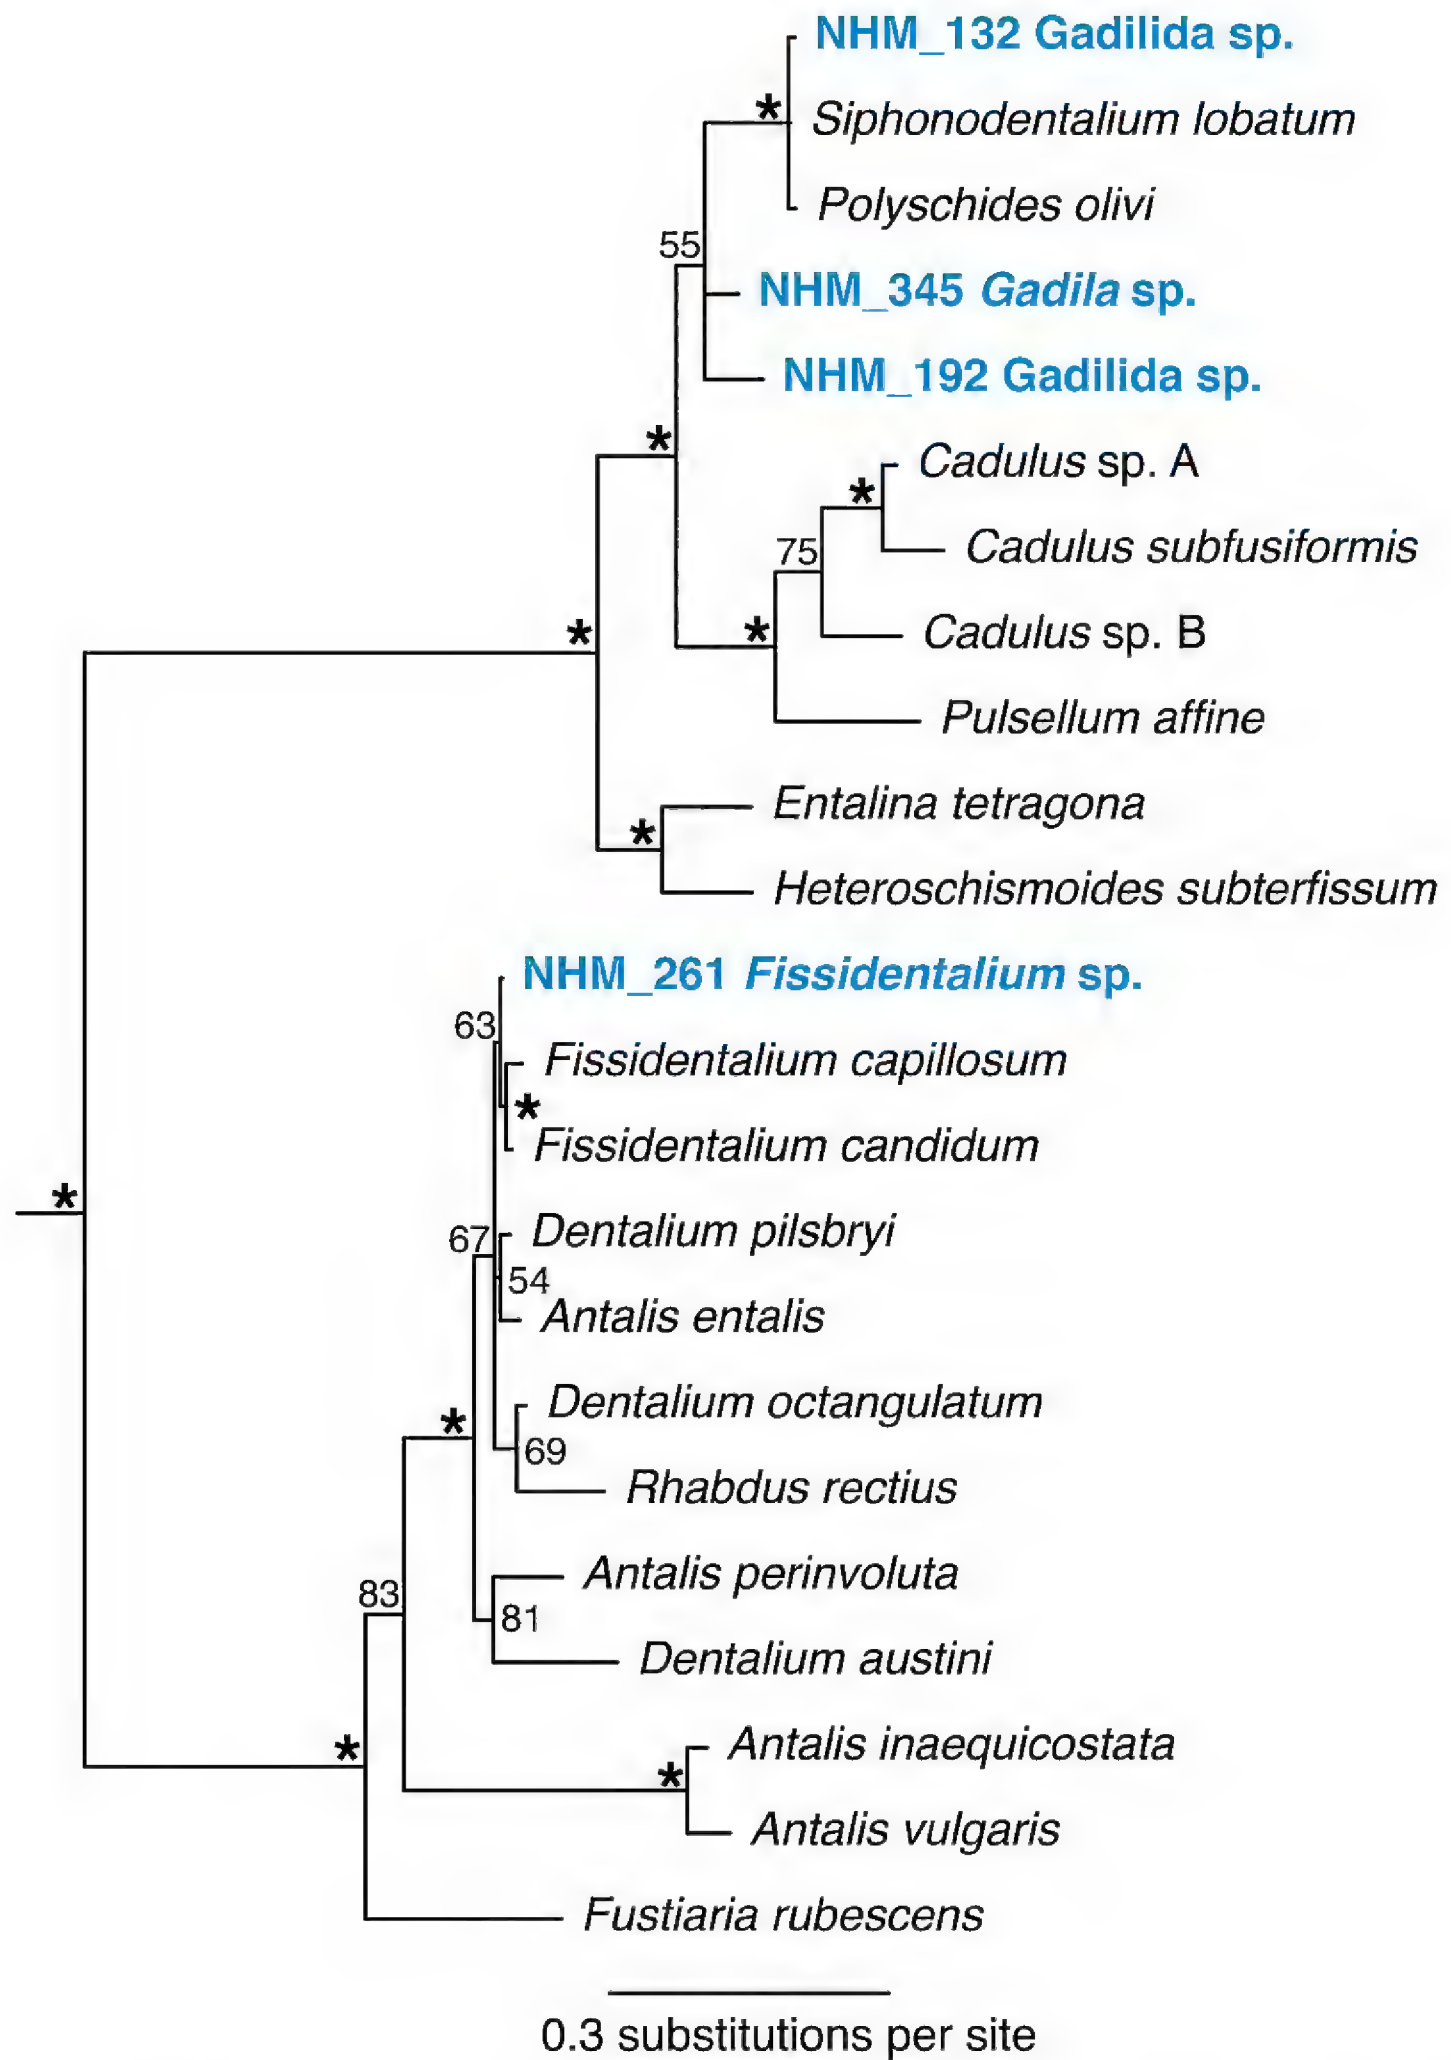 NHM_132 Gadilida sp.
*
Siphonodentalium lobatum
Polyschides olivi
55
NHM_345 Gadila sp.
NHM_192 Gadilida sp.
*
Cadulus sp. A
*
Cadulus subfusiformis
75
Cadulus sp. B
*
*
Pulsellum affine
Entalina tetragona
*
Heteroschismoides subterfissum
NHM_261 Fissidentalium sp.
63
Fissidentalium capillosum
*
Fissidentalium candidum
*
Dentalium pilsbryi
67
54
Antalis entalis
Dentalium octangulatum
*
69
Rhabdus rectius
Antalis perinvoluta
83
81
Dentalium austini
Antalis inaequicostata
*
*
Antalis vulgaris
Fustiaria rubescens
0.3 substitutions per site